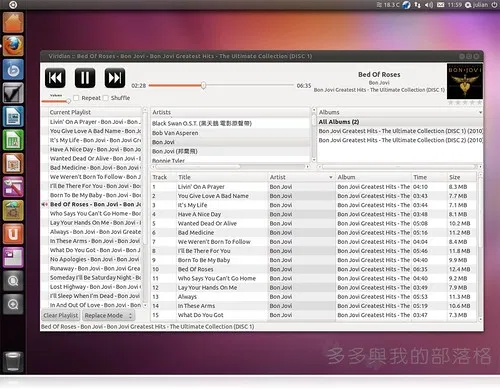 18.3 C
11:59
julian
Viridian :: Bed Of Roses - Bon Jovi - Bon Jovi Greatest Hits - The Ultimate Collection (DISC 1)
02:28
06:35
Bed Of Roses
Bon Jovi
Bon Jovi Greatest Hits - The Ultimate Collection (DISC 1)
BON JOVI
Volume
Repeat
Shuffle
Current Playlist
Livin' On A Prayer - Bon Jovi - Bon
You Give Love A Bad Name - Bon J
It's My Life - Bon Jovi - Bon Jovi Gr
Have A Nice Day - Bon Jovi - Bon J
Wanted Dead Or Alive - Bon Jovi -
Bad Medicine - Bon Jovi - Bon Jovi
We Weren't Born To Follow - Bon J
I'll Be There For You - Bon Jovi - Bo
Born To Be My Baby - Bon Jovi - Bo
Bed Of Roses - Bon Jovi - Bon Jov
Who Says You Can't Go Home - Bon
Lay Your Hands On Me - Bon Jovi -
Always - Bon Jovi - Bon Jovi Greate
In These Arms - Bon Jovi - Bon Jovi
What Do You Got - Bon Jovi - Bon
No Apologies - Bon Jovi - Bon Jovi
Runaway - Bon Jovi - Bon Jovi Grea
Someday I'll Be Saturday Night - Bo
Lost Highway - Bon Jovi - Bon Jovi
I'll Sleep When I'm Dead - Bon Jovi
In And Out Of Love - Bon Jovi - Bon
Clear Playlist
Replace Mode
Artists
Black Swan O.S.T. (黑天鵝 電影原聲帶)
Bob Van Asperen
Bon Jovi
Bon Jovi (邦喬飛)
Bonnie Tyler
Albums
All Albums (2)
Bon Jovi Greatest Hits - The Ultimate Collection (DISC 1) (2010)
Bon Jovi Greatest Hits - The Ultimate Collection (DISC 2) (2010)
Track Title Artist Album Time Size
1 Livin' On A Prayer Bon Jovi Bon Jovi Greatest Hits - The 04:10 8.3 MB
2 You Give Love A Bad Name Bon Jovi Bon Jovi Greatest Hits - The 03:43 7.7 MB
3 It's My Life Bon Jovi Bon Jovi Greatest Hits - The 03:44 7.1 MB
4 Have A Nice Day Bon Jovi Bon Jovi Greatest Hits - The 03:48 8.1 MB
5 Wanted Dead Or Alive Bon Jovi Bon Jovi Greatest Hits - The 05:08 10.2 MB
6 Bad Medicine Bon Jovi Bon Jovi Greatest Hits - The 05:16 11.2 MB
7 We Weren't Born To Follow Bon Jovi Bon Jovi Greatest Hits - The 04:04 8.4 MB
8 I'll Be There For You Bon Jovi Bon Jovi Greatest Hits - The 05:46 11.8 MB
9 Born To Be My Baby Bon Jovi Bon Jovi Greatest Hits - The 04:40 9.9 MB
10 Bed Of Roses Bon Jovi Bon Jovi Greatest Hits - The 06:35 12.4 MB
11 Who Says You Can't Go Home Bon Jovi Bon Jovi Greatest Hits - The 04:40 9.2 MB
12 Lay Your Hands On Me Bon Jovi Bon Jovi Greatest Hits - The 03:49 7.9 MB
13 Always Bon Jovi Bon Jovi Greatest Hits - The 05:53 11.3 MB
14 In These Arms Bon Jovi Bon Jovi Greatest Hits - The 05:19 10.5 MB
15 What Do You Got Bon Jovi Bon Jovi Greatest Hits - The 03:47 7.3 MB
Bed Of Roses - Bon Jovi - Bon Jovi Greatest Hits - The Ultimate Collection (DISC 1)
多多與我的部落格